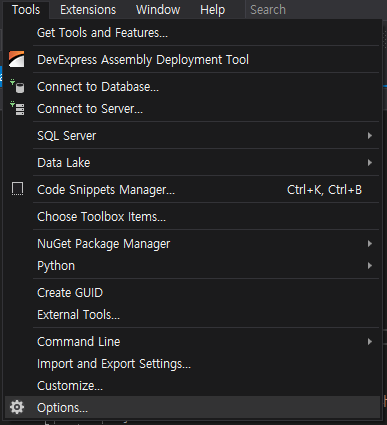 Tools Extensions Window Help Search
Get Tools and Features...
DevExpress Assembly Deployment Tool
Connect to Database...
Connect to Server...
SQL Server
Data Lake
Code Snippets Manager... Ctrl+K, Ctrl+B
Choose Toolbox Items...
NuGet Package Manager
Python
Create GUID
External Tools...
Command Line
Import and Export Settings...
Customize...
Options...